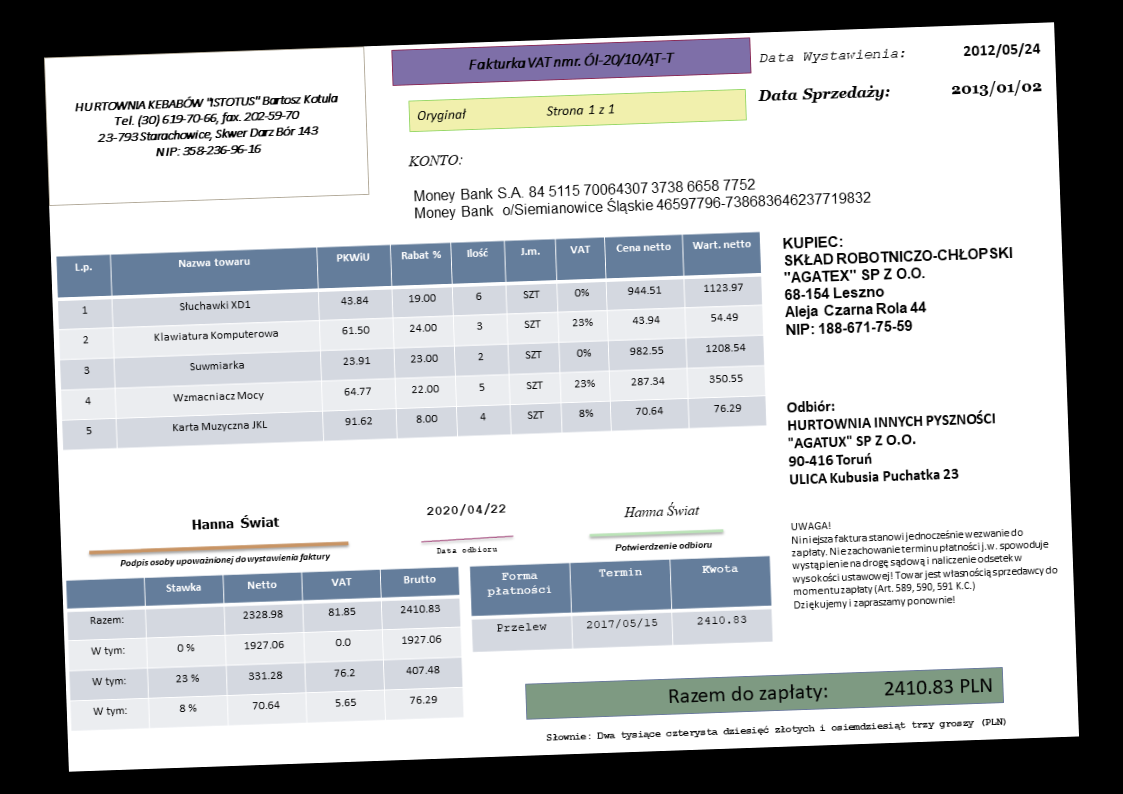 HURTOWNIA KEBABÓW "ISTOTUS" Bartosz Kotula
Tel. (30) 619-70-66, fax. 202-59-70
23-793 Starachowice, Skwer Darz Bór 143
NIP: 358-236-96-16
Fakturka VAT nmr. Ól-20/10/ĄT-T
Oryginał Strona 1 z 1
Data Wystawienia: 2012/05/24
Data Sprzedaży: 2013/01/02
KONTO:
Money Bank S.A. 84 5115 70064307 3738 6658 7752
Money Bank o/Siemianowice Śląskie 46597796-738683646237719832
L.p. Nazwa towaru PKWiU Rabat % Ilość J.m. VAT Cena netto Wart. netto
1 Słuchawki XD1 43.84 19.00 6 SZT 0% 944.51 1123.97
2 Klawiatura Komputerowa 61.50 24.00 3 SZT 23% 43.94 54.49
3 Suwmiarka 23.91 23.00 2 SZT 0% 982.55 1208.54
4 Wzmacniacz Mocy 64.77 22.00 5 SZT 23% 287.34 350.55
5 Karta Muzyczna JKL 91.62 8.00 4 SZT 8% 70.64 76.29
KUPIEC:
SKŁAD ROBOTNICZO-CHŁOPSKI
"AGATEX" SP Z O.O.
68-154 Leszno
Aleja Czarna Rola 44
NIP: 188-671-75-59
Odbiór:
HURTOWNIA INNYCH PYSZNOŚCI
"AGATUX" SP Z O.O.
90-416 Toruń
ULICA Kubusia Puchatka 23
Hanna Świat
Podpis osoby upoważnionej do wystawienia faktury
2020/04/22
Data odbioru
Hanna Świat
Potwierdzenie odbioru
UWAGA!
Niniejsza faktura stanowi jednocześnie wezwanie do
zapłaty. Nie zachowanie terminu płatności j.w. spowoduje
wystąpienie na drogę sądową i naliczenie odsetek w
wysokości ustawowej! Towar jest własnością sprzedawcy do
momentu zapłaty (Art. 589, 590, 591 K.C.)
Dziękujemy i zapraszamy ponownie!
Stawka Netto VAT Brutto
Razem: 2328.98 81.85 2410.83
W tym: 0 % 1927.06 0.0 1927.06
W tym: 23 % 331.28 76.2 407.48
W tym: 8 % 70.64 5.65 76.29
Forma płatności Termin Kwota
Przelew 2017/05/15 2410.83
Razem do zapłaty: 2410.83 PLN
Słownie: Dwa tysiące czterysta dziesięć złotych i osiemdziesiąt trzy groszy (PLN)